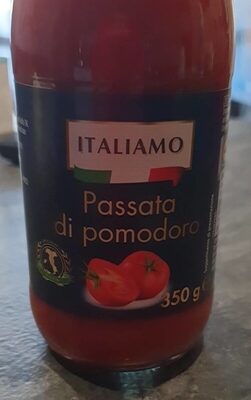 ITALIAMO
Passata
di pomodoro
350 g